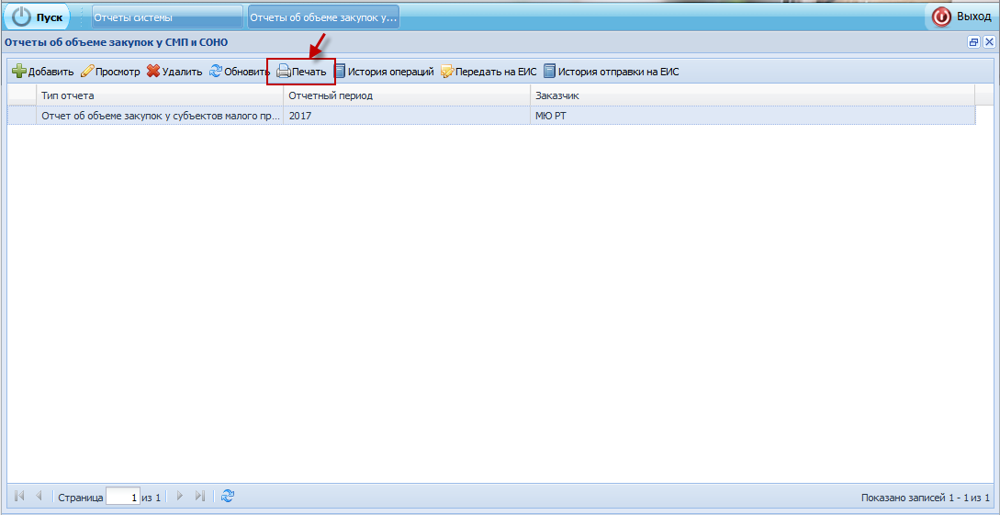 Пуск Отчеты системы Отчеты об объеме закупок у... Выход
Отчеты об объеме закупок у СМП и СОНО
Добавить Просмотр Удалить Обновить Печать История операций Передать на ЕИС История отправки на ЕИС
Тип отчета Отчетный период Заказчик
Отчет об объеме закупок у субъектов малого пр... 2017 МЮ РТ
Страница 1 из 1 Показано записей 1 - 1 из 1